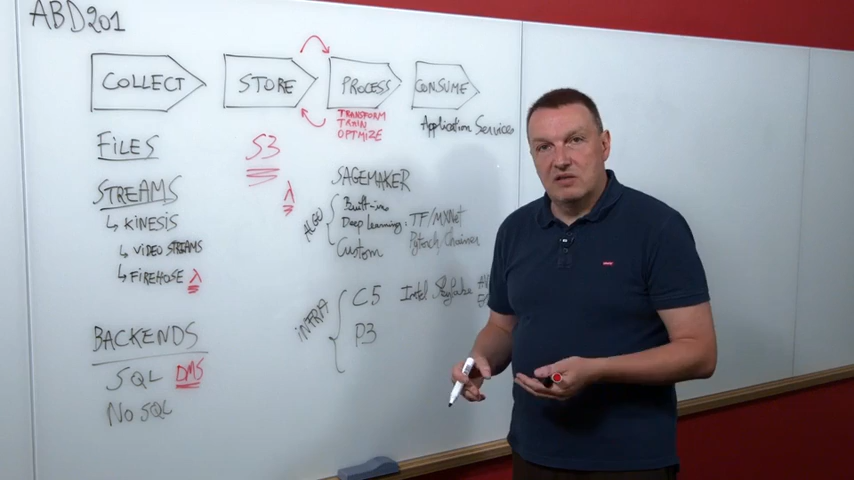 ABD201
COLLECT
STORE
PROCESS
CONSUME
TRANSFORM
TRAIN
OPTIMIZE
Application Services
FILES
S3
STREAMS
↳ KINESIS
↳ VIDEO STREAMS
↳ FIREHOSE λ
λ
SAGEMAKER
ALGO
Built-in
Deep Learning: TF/MXNet
Pytorch Chainer
Custom
INFRA
C5 Intel Skylake
P3
BACKENDS
SQL DMS
NO SQL